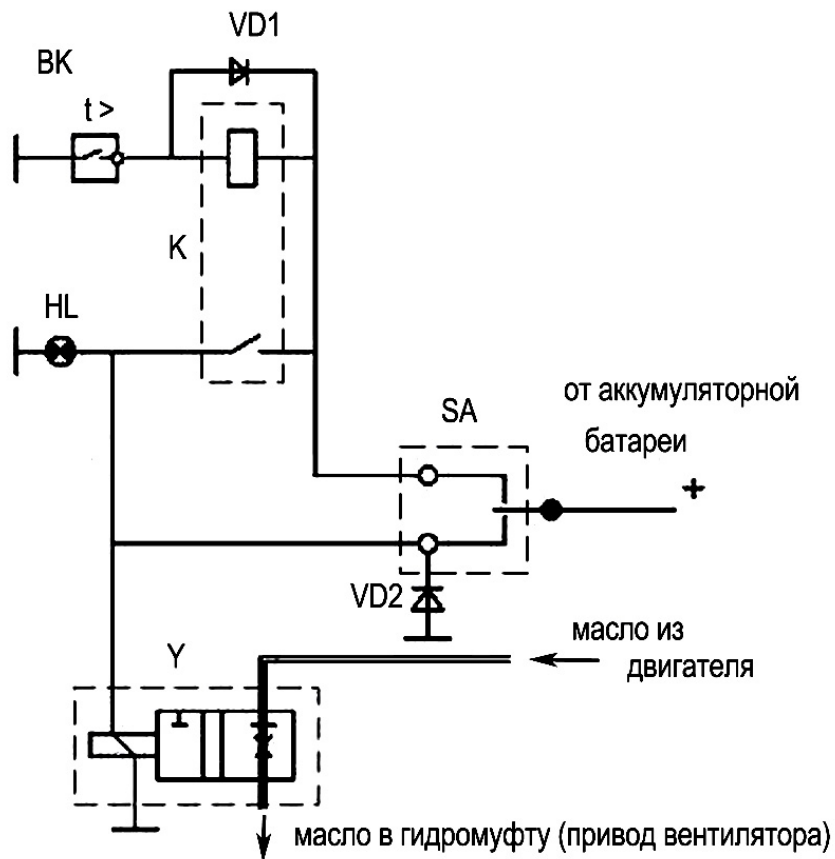 VD1
BK
t >
K
HL
SA
от аккумуляторной
батареи
+
VD2
масло из
двигателя
Y
масло в гидромуфту (привод вентилятора)